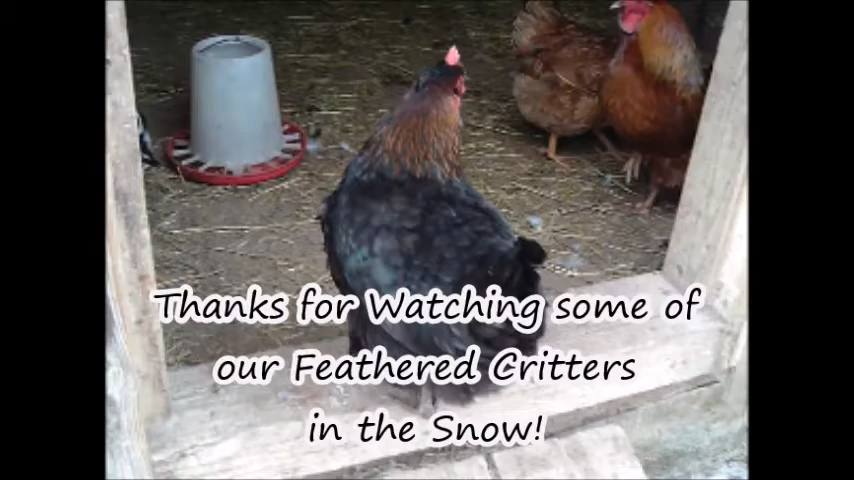 Thanks for Watching some of
our Feathered Critters
in the Snow!